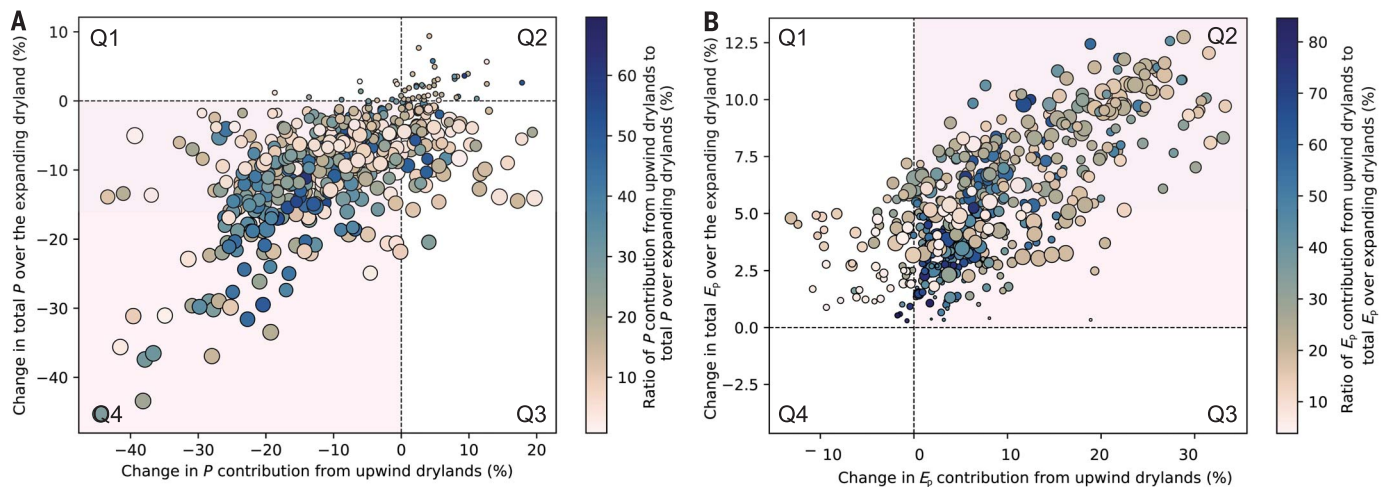 A
Q1
Q2
Q4
Q3
10
0
−10
−20
−30
−40
Change in total P over the expanding dryland (%)
−40
−30
−20
−10
0
10
20
Change in P contribution from upwind drylands (%)
60
50
40
30
20
10
Ratio of P contribution from upwind drylands to
total P over expanding drylands (%)
B
Q1
Q2
Q4
Q3
12.5
10.0
7.5
5.0
2.5
0.0
−2.5
Change in total Ep over the expanding dryland (%)
−10
0
10
20
30
Change in Ep contribution from upwind drylands (%)
80
70
60
50
40
30
20
10
Ratio of Ep contribution from upwind drylands to
total Ep over expanding drylands (%)